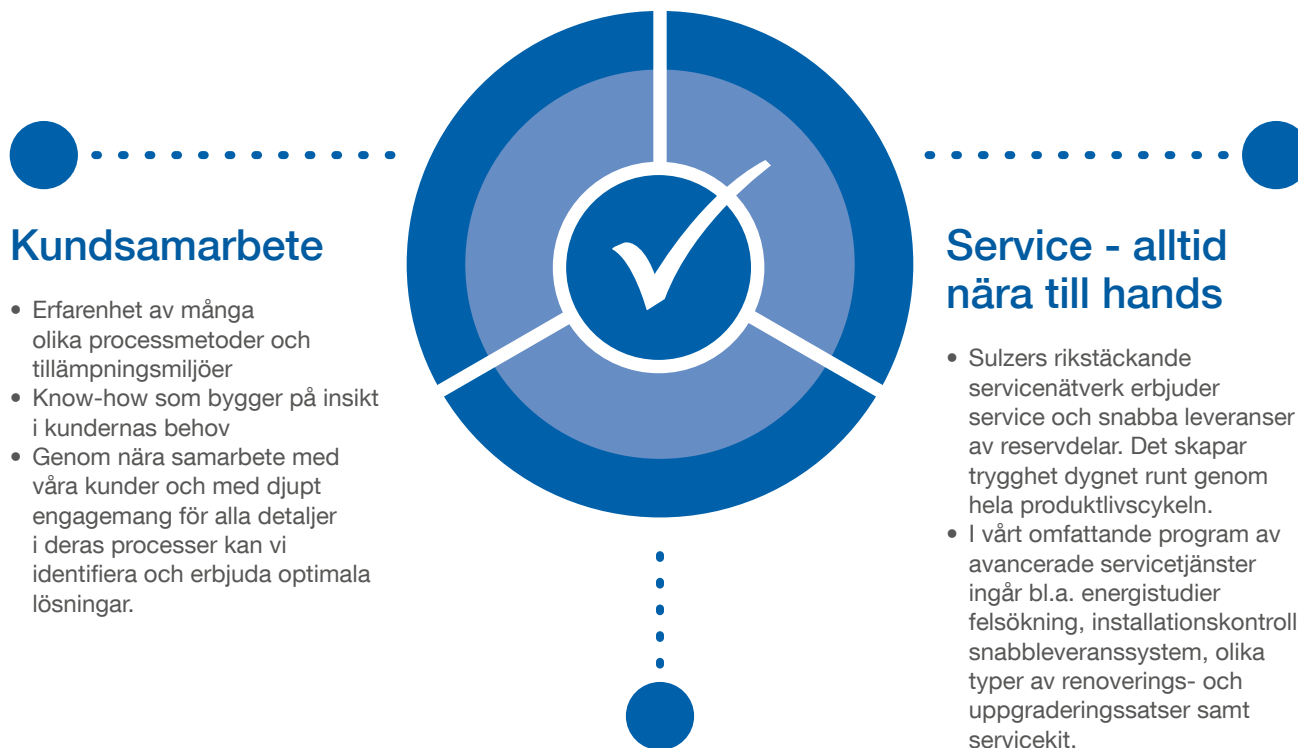 Kundsamarbete
• Erfarenhet av många
olika processmetoder och
tillämpningsmiljöer
• Know-how som bygger på insikt
i kundernas behov
• Genom nära samarbete med
våra kunder och med djupt
engagemang för alla detaljer
i deras processer kan vi
identifiera och erbjuda optimala
lösningar.
Service - alltid
nära till hands
• Sulzers rikstäckande
servicenätverk erbjuder
service och snabba leveranser
av reservdelar. Det skapar
trygghet dygnet runt genom
hela produktlivscykeln.
• I vårt omfattande program av
avancerade servicetjänster
ingår bl.a. energistudier
felsökning, installationskontroll
snabbleveranssystem, olika
typer av renoverings- och
uppgraderingssatser samt
servicekit.